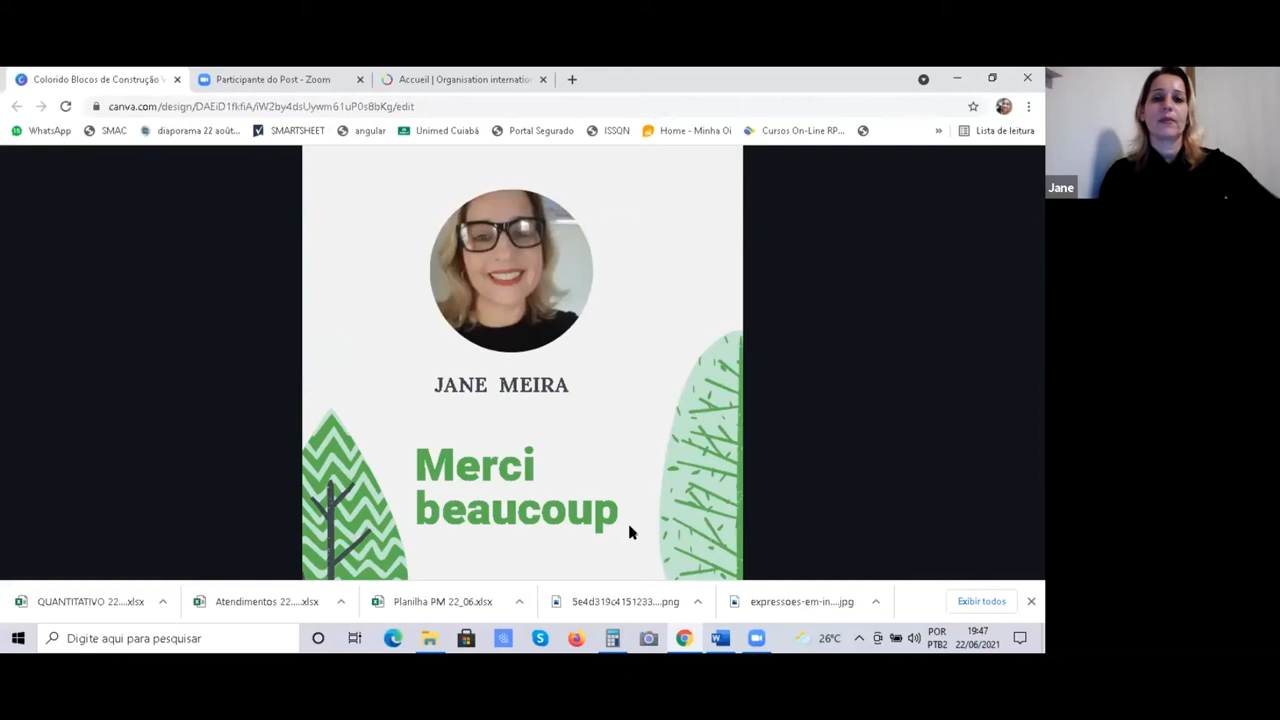 Colorido Blocos de Construção
Participante do Post - Zoom
Accueil | Organisation internatio
canva.com/design/DAEiD1fkfiA/iW2by4dsUywm61uP0s8bKg/edit
WhatsApp
SMAC
diaporama 22 août...
SMARTSHEET
angular
Unimed Cuiabá
Portal Segurado
ISSQN
Home - Minha Oi
Cursos On-Line RP...
»
Lista de leitura
Jane
JANE MEIRA
Merci
beaucoup
QUANTITATIVO 22....xlsx
Atendimentos 22....xlsx
Planilha PM 22_06.xlsx
5e4d319c4151233....png
expressoes-em-in....jpg
Exibir todos
Digite aqui para pesquisar
26°C
POR
PTB2
19:47
22/06/2021